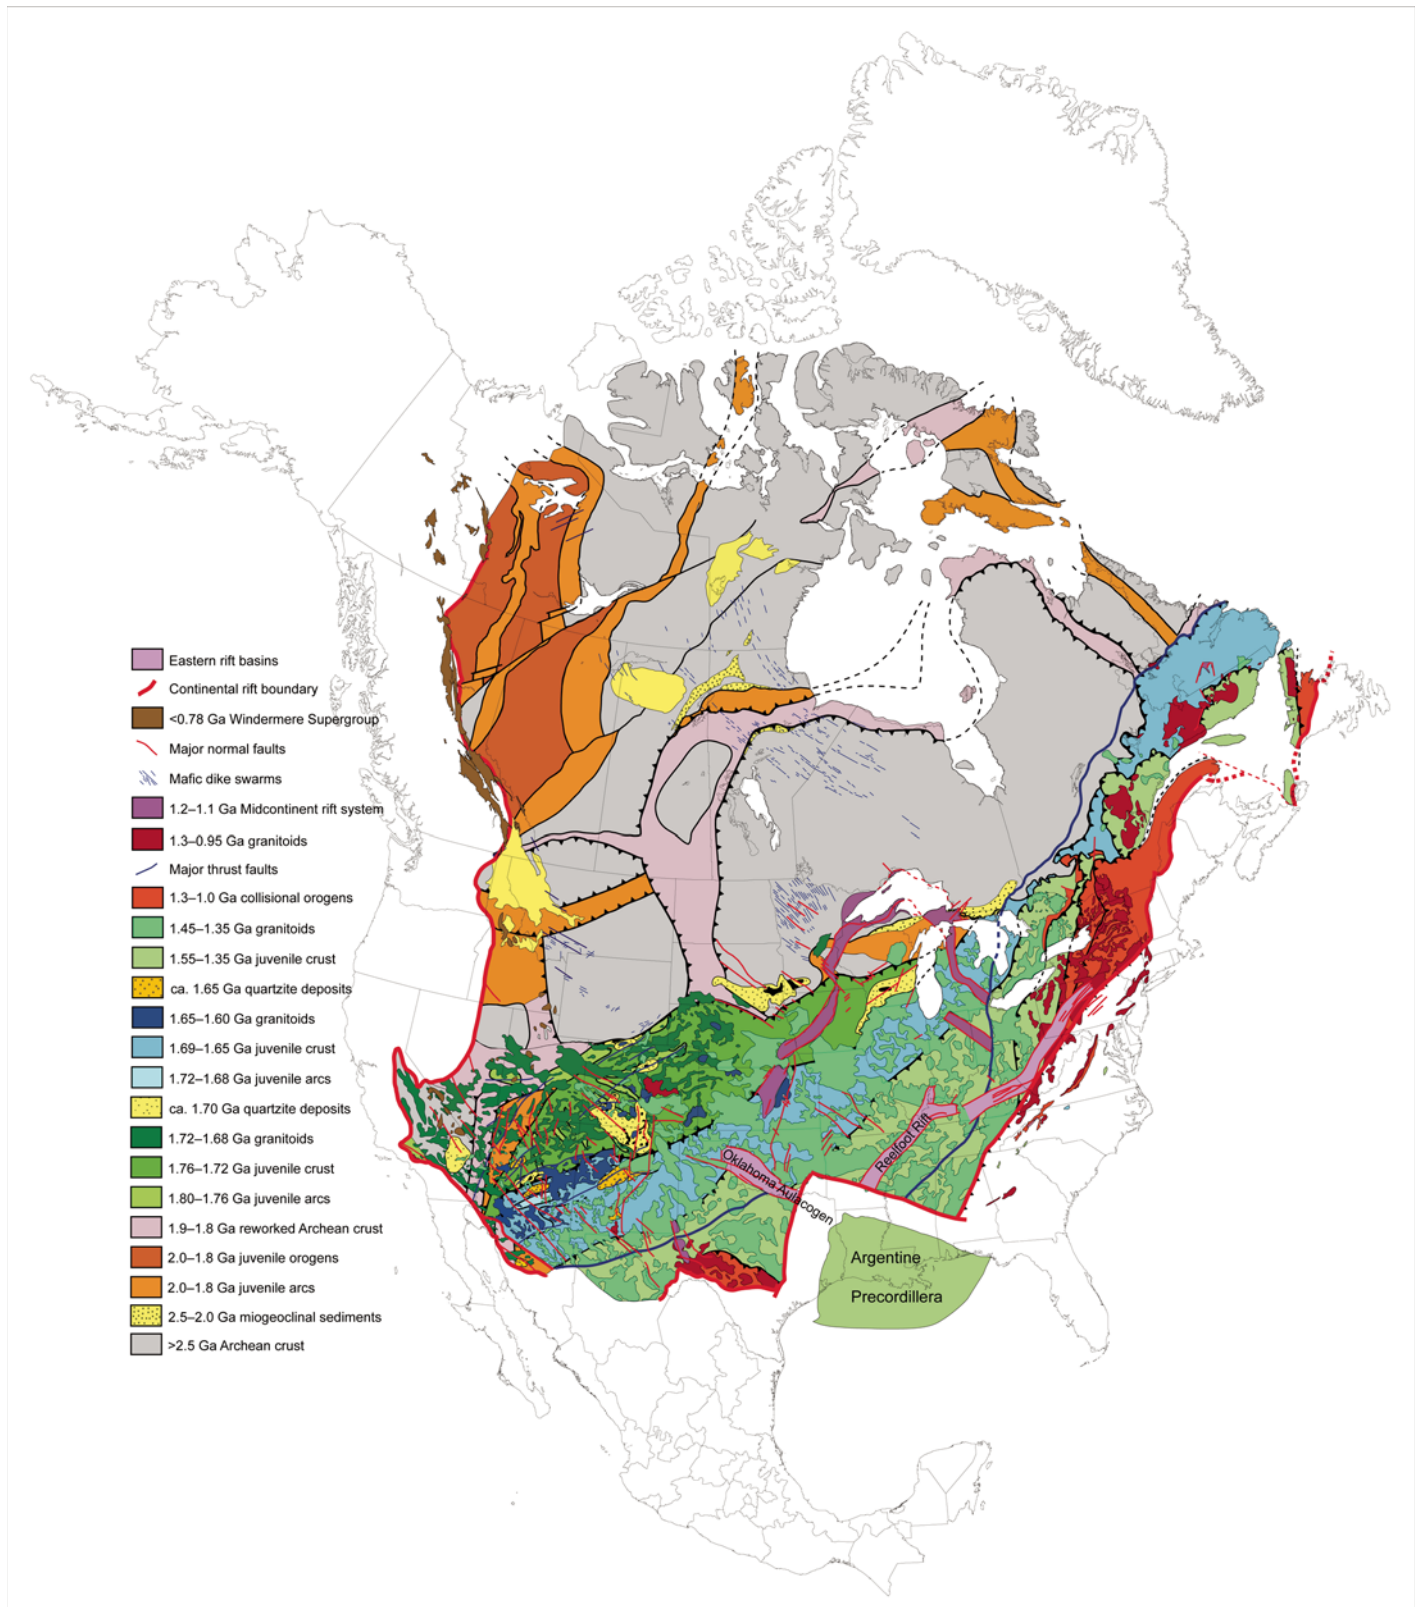 Eastern rift basins
Continental rift boundary
<0.78 Ga Windermere Supergroup
Major normal faults
Mafic dike swarms
1.2–1.1 Ga Midcontinent rift system
1.3–0.95 Ga granitoids
Major thrust faults
1.3–1.0 Ga collisional orogens
1.45–1.35 Ga granitoids
1.55–1.35 Ga juvenile crust
ca. 1.65 Ga quartzite deposits
1.65–1.60 Ga granitoids
1.69–1.65 Ga juvenile crust
1.72–1.68 Ga juvenile arcs
ca. 1.70 Ga quartzite deposits
1.72–1.68 Ga granitoids
1.76–1.72 Ga juvenile crust
1.80–1.76 Ga juvenile arcs
1.9–1.8 Ga reworked Archean crust
2.0–1.8 Ga juvenile orogens
2.0–1.8 Ga juvenile arcs
2.5–2.0 Ga miogeoclinal sediments
>2.5 Ga Archean crust
Reelfoot Rift
Oklahoma Aulacogen
Argentine
Precordillera